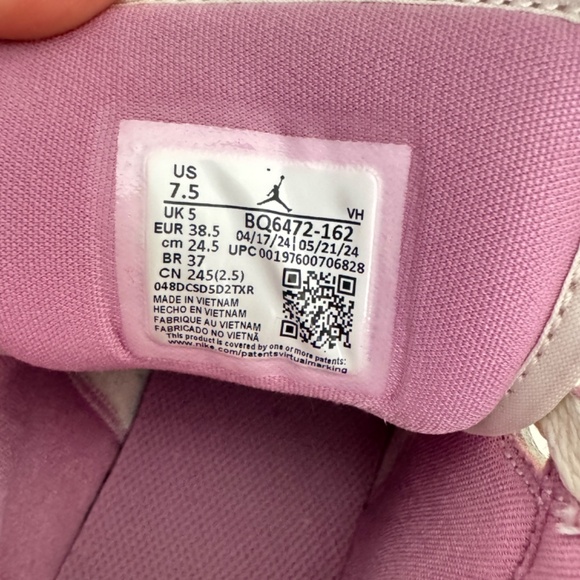 US
7.5
UK 5
EUR 38.5
cm 24.5
BR 37
CN 245(2.5)
VH
BQ6472-162
04/17/24 05/21/24
UPC 00197600706828
048DCSD5D2TXR
MADE IN VIETNAM
HECHO EN VIETNAM
FABRIQUE AU VIETNAM
FABRICADO NO VIETNÃ
This product is covered by one or more patents:
www.nike.com/patentsvirtualmarking